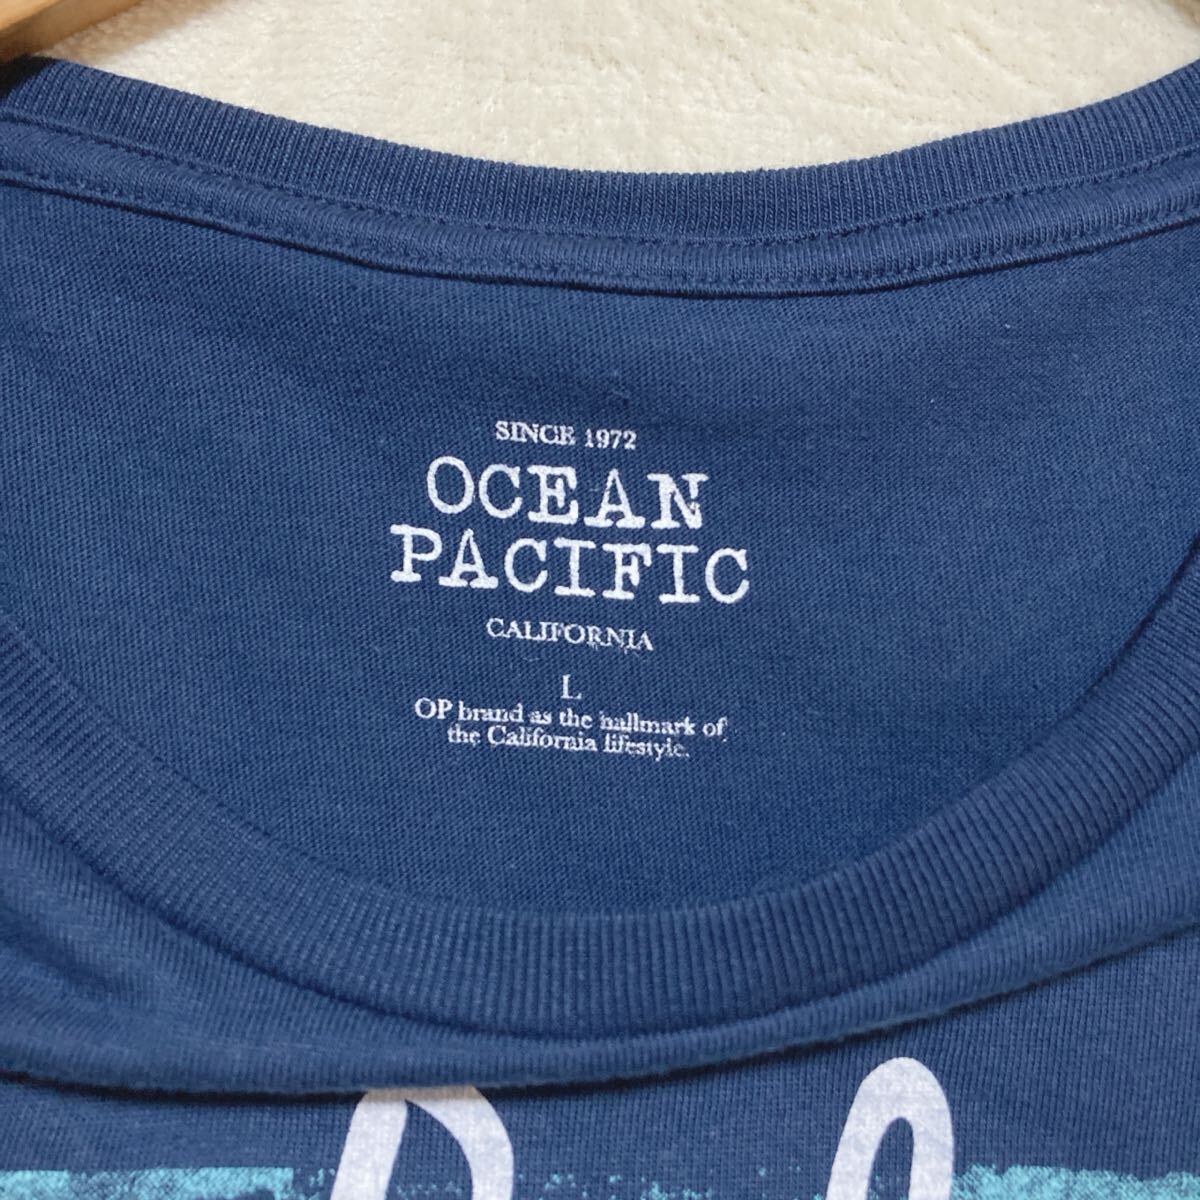 SINCE 1972
OCEAN
PACIFIC
CALIFORNIA
L
OP brand as the hallmark of
the California lifestyle.